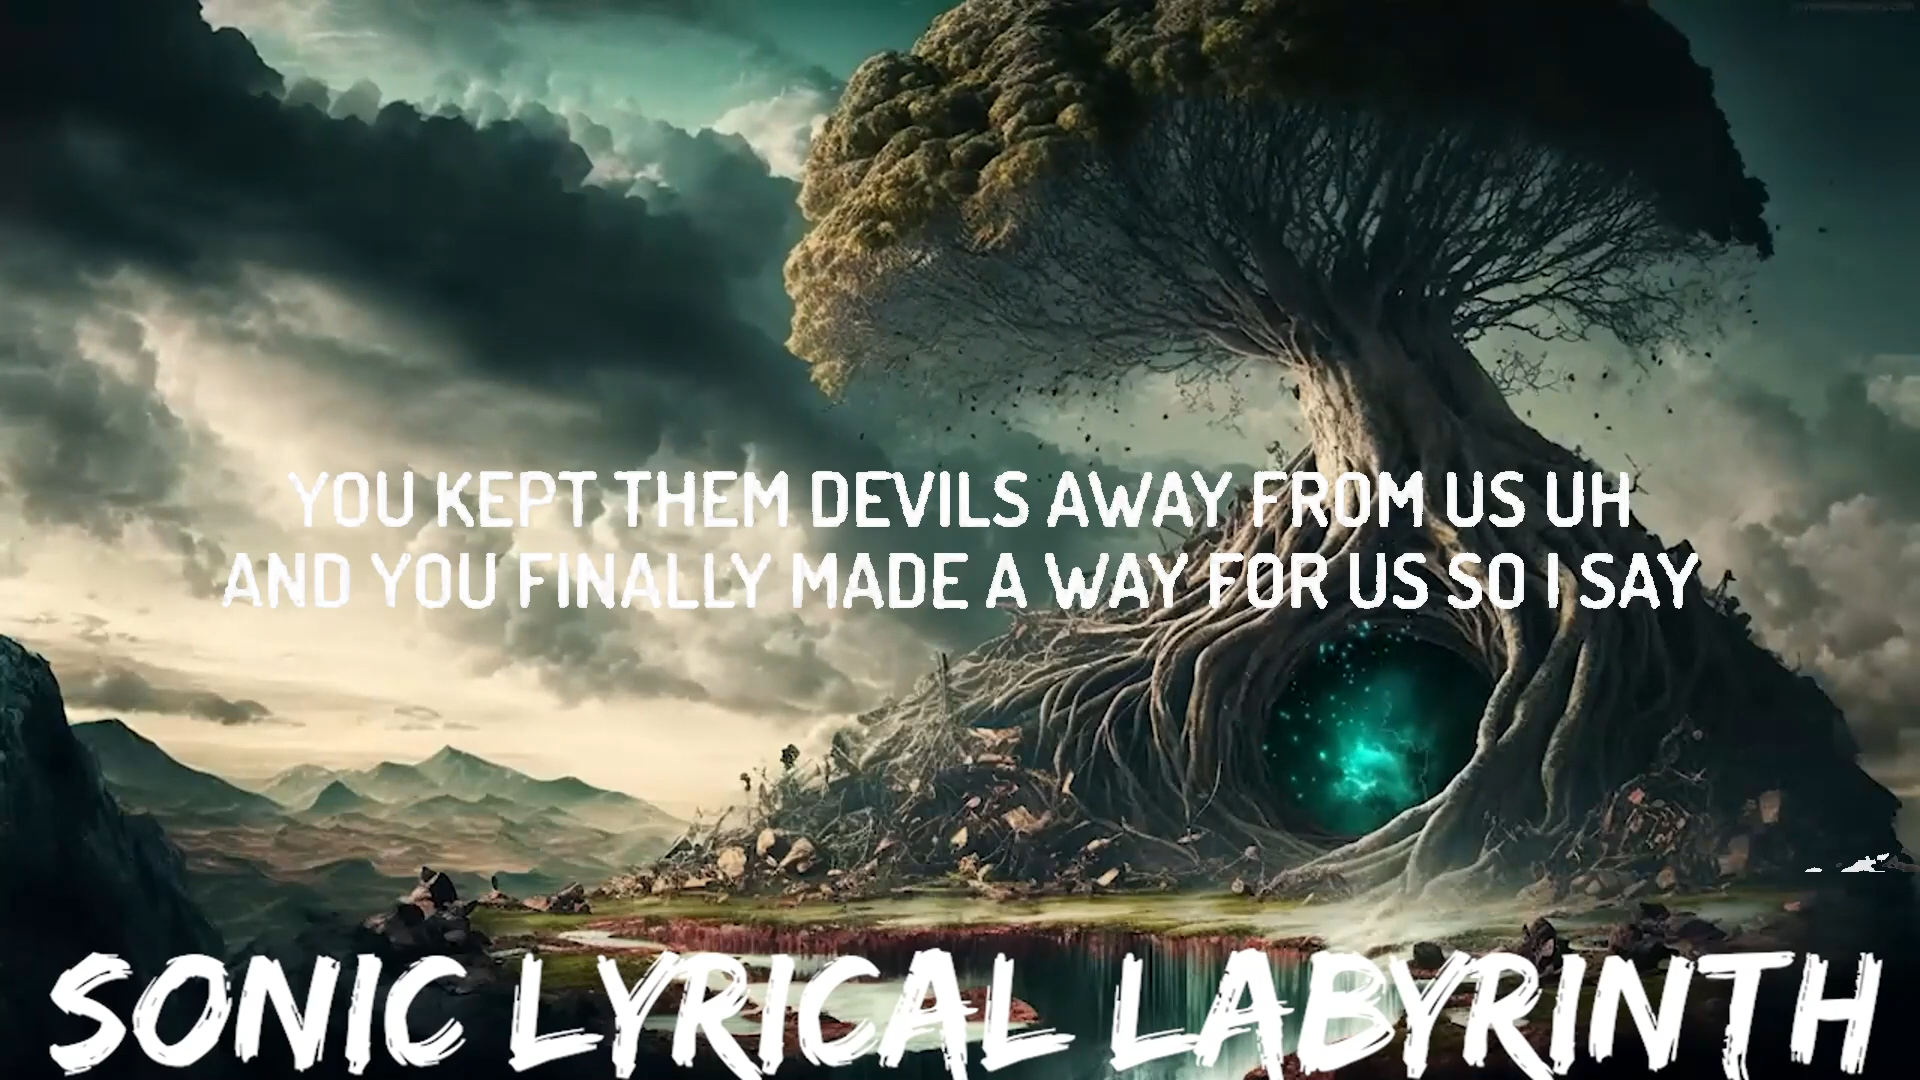 YOU KEPT THEM DEVILS AWAY FROM US UH
AND YOU FINALLY MADE A WAY FOR US SO I SAY
SONIC LYRICAL LABYRINTH